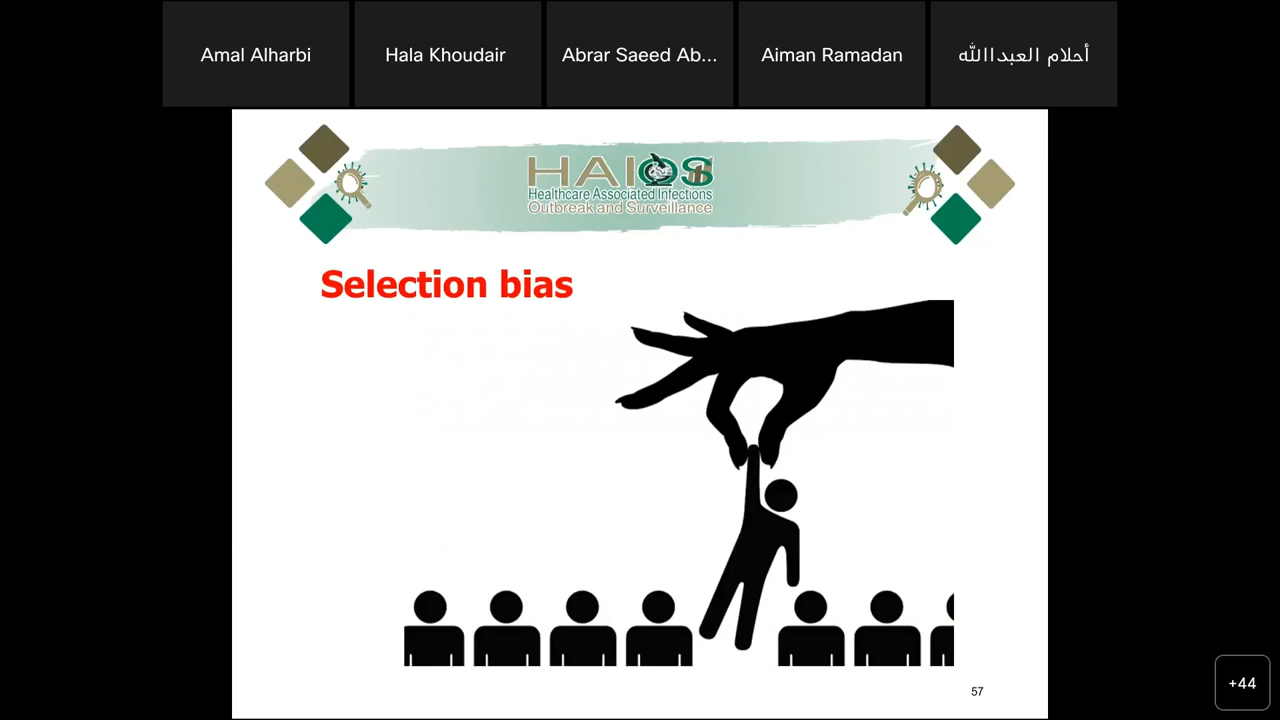 Amal Alharbi
Hala Khoudair
Abrar Saeed Ab...
Aiman Ramadan
أحلام العبداالله
HAIOS
Healthcare Associated Infections
Outbreak and Surveillance
Selection bias
57
+44